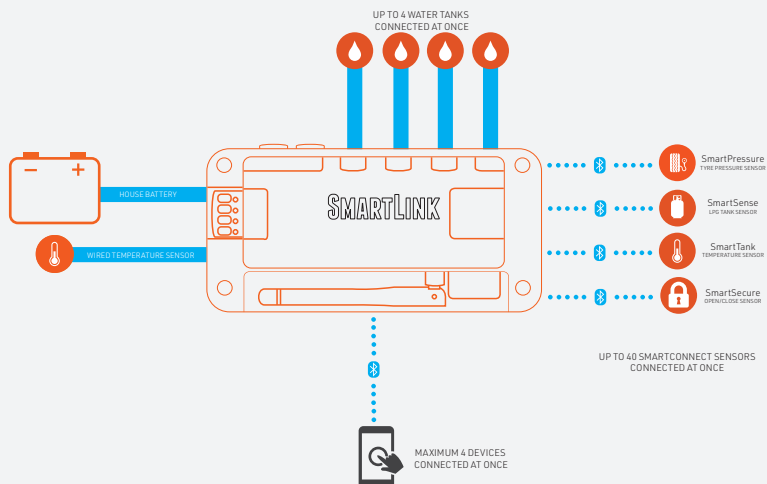 UP TO 4 WATER TANKS
CONNECTED AT ONCE
HOUSE BATTERY
WIRED TEMPERATURE SENSOR
SMARTLINK
SmartPressure
TYRE PRESSURE SENSOR
SmartSense
LPG TANK SENSOR
SmartTank
TEMPERATURE SENSOR
SmartSecure
OPEN/CLOSE SENSOR
UP TO 40 SMARTCONNECT SENSORS
CONNECTED AT ONCE
MAXIMUM 4 DEVICES
CONNECTED AT ONCE